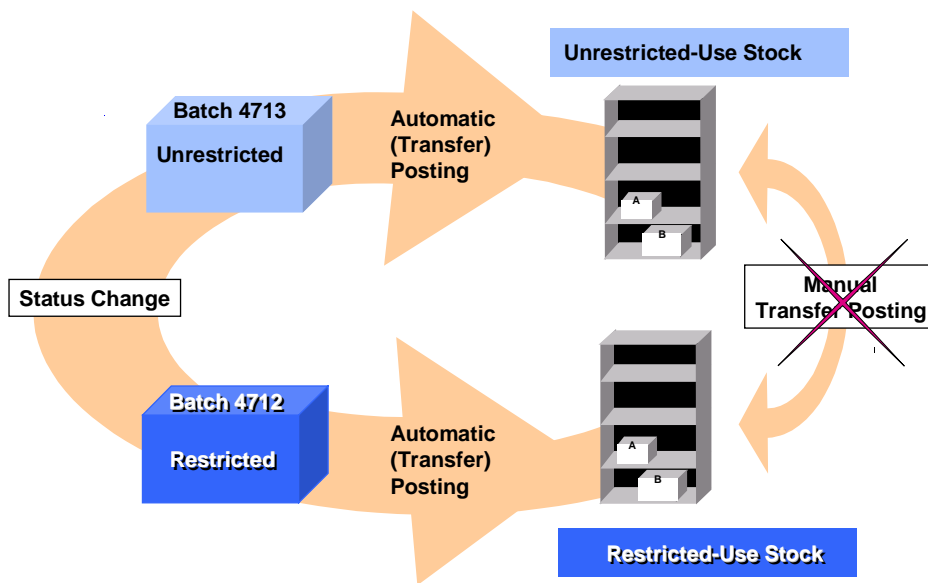 Unrestricted-Use Stock
Batch 4713
Unrestricted
Automatic
(Transfer)
Posting
A
B
Status Change
Manual
Transfer Posting
Batch 4712
Restricted
Automatic
(Transfer)
Posting
A
B
Restricted-Use Stock